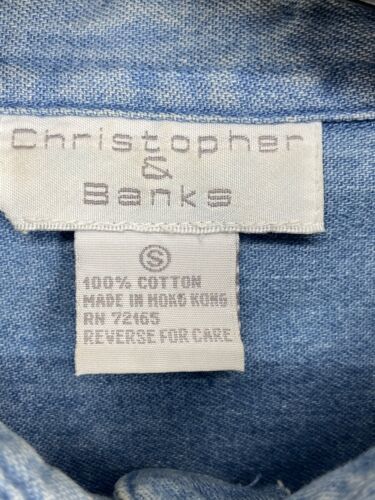 Christopher
&
Banks
S
100% COTTON
MADE IN HONG KONG
RN 72165
REVERSE FOR CARE